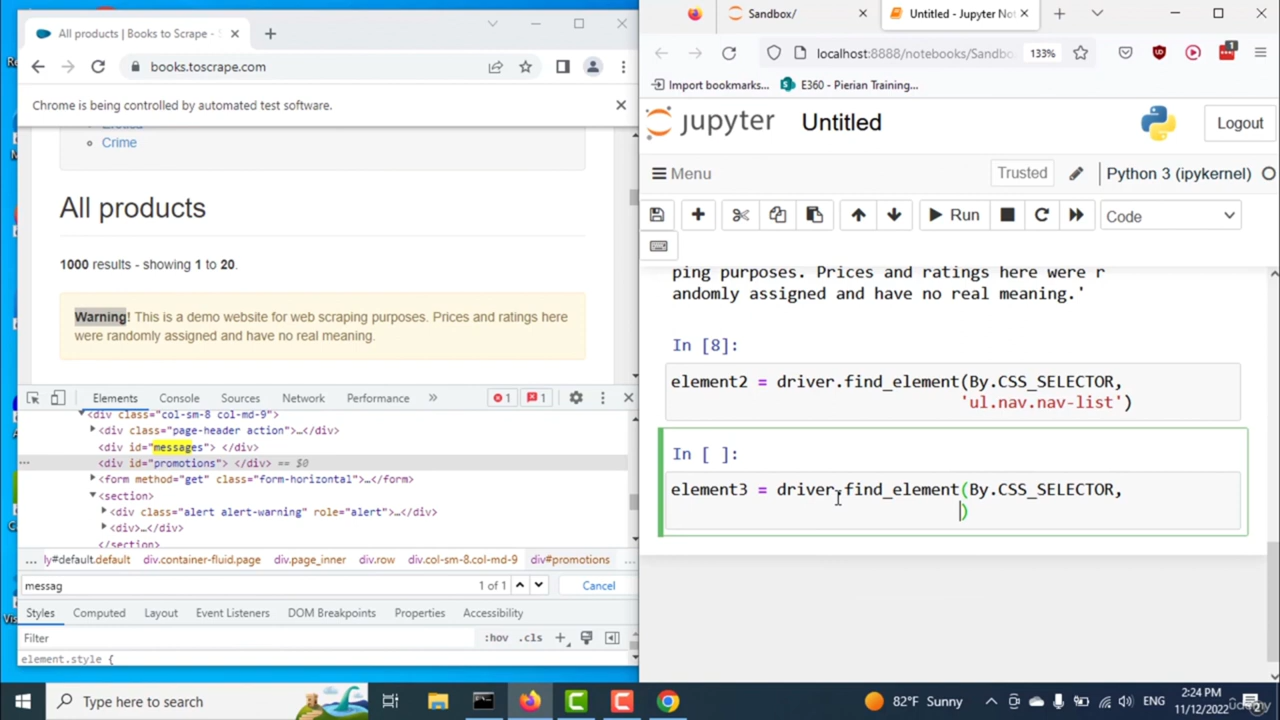 All products | Books to Scrape -
books.toscrape.com
Chrome is being controlled by automated test software.
Crime
All products
1000 results - showing 1 to 20.
Warning! This is a demo website for web scraping purposes. Prices and ratings here
were randomly assigned and have no real meaning.
Elements Console Sources Network Performance » 1 1
<div class="col-sm-8 col-md-9">
<div class="page-header action">…</div>
<div id="messages"> </div>
<div id="promotions"> </div> == $0
<form method="get" class="form-horizontal">…</form>
<section>
<div class="alert alert-warning" role="alert">…</div>
<div>…</div>
</section>
… ly#default.default div.container-fluid.page div.page_inner div.row div.col-sm-8.col-md-9 div#promotions …
messag 1 of 1 Cancel
Styles Computed Layout Event Listeners DOM Breakpoints Properties Accessibility
Filter :hov .cls
element.style {
Sandbox/
Untitled - Jupyter Not
localhost:8888/notebooks/Sandbo 133%
Import bookmarks... E360 - Pierian Training...
jupyter Untitled Logout
Menu Trusted Python 3 (ipykernel)
Run Code
ping purposes. Prices and ratings here were r
andomly assigned and have no real meaning.'
In [8]:
element2 = driver.find_element(By.CSS_SELECTOR,
'ul.nav.nav-list')
In [ ]:
element3 = driver.find_element(By.CSS_SELECTOR,
)
Type here to search
82°F Sunny
ENG
2:24 PM
11/12/2022
udemy